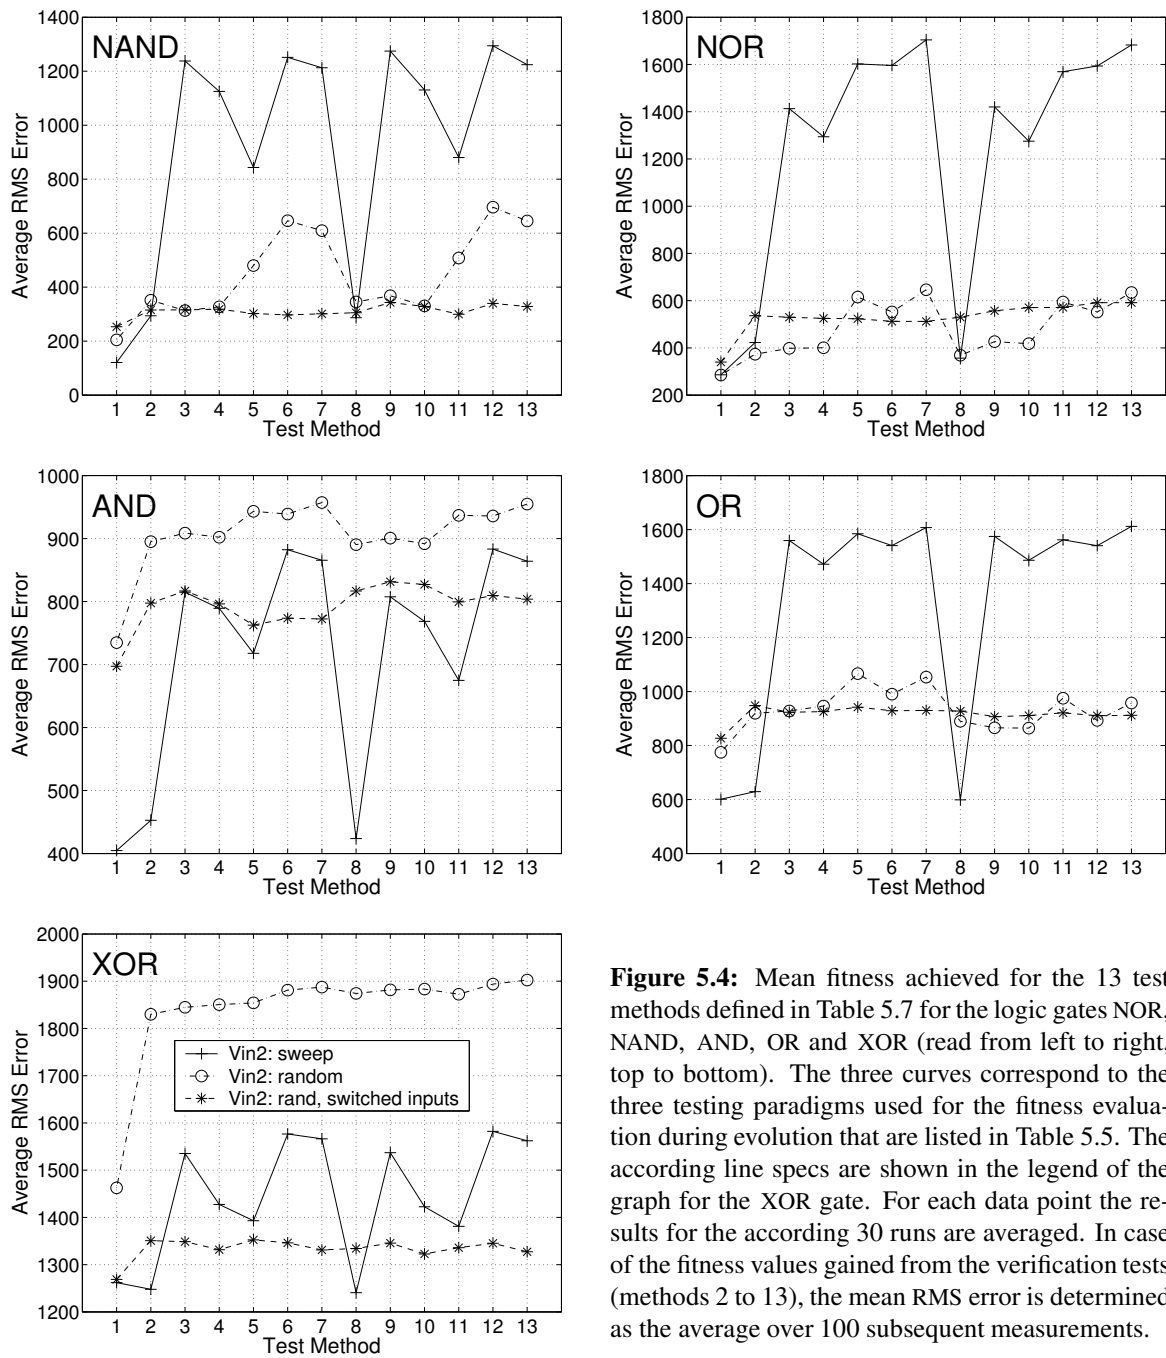 NAND
1400
1200
1000
800
600
400
200
0
Average RMS Error
1 2 3 4 5 6 7 8 9 10 11 12 13
Test Method
NOR
1800
1600
1400
1200
1000
800
600
400
200
Average RMS Error
1 2 3 4 5 6 7 8 9 10 11 12 13
Test Method
AND
1000
900
800
700
600
500
400
Average RMS Error
1 2 3 4 5 6 7 8 9 10 11 12 13
Test Method
OR
1800
1600
1400
1200
1000
800
600
400
Average RMS Error
1 2 3 4 5 6 7 8 9 10 11 12 13
Test Method
XOR
2000
1900
1800
1700
1600
1500
1400
1300
1200
Average RMS Error
Vin2: sweep
Vin2: random
Vin2: rand, switched inputs
1 2 3 4 5 6 7 8 9 10 11 12 13
Test Method
Figure 5.4: Mean fitness achieved for the 13 test
methods defined in Table 5.7 for the logic gates NOR,
NAND, AND, OR and XOR (read from left to right,
top to bottom). The three curves correspond to the
three testing paradigms used for the fitness evalua-
tion during evolution that are listed in Table 5.5. The
according line specs are shown in the legend of the
graph for the XOR gate. For each data point the re-
sults for the according 30 runs are averaged. In case
of the fitness values gained from the verification tests
(methods 2 to 13), the mean RMS error is determined
as the average over 100 subsequent measurements.